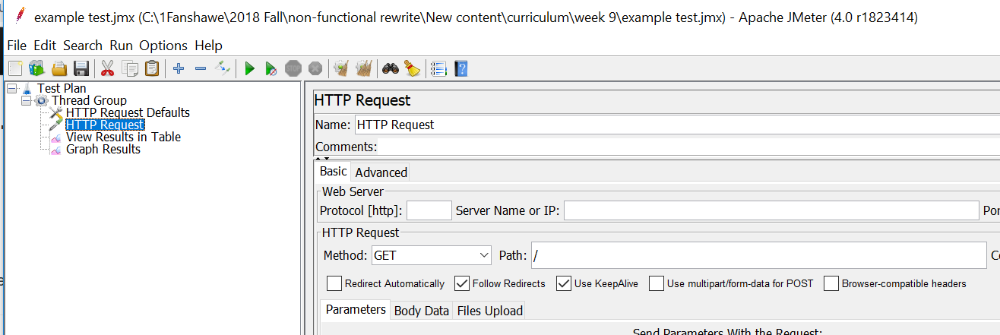 example test.jmx (C:\1Fanshawe\2018 Fall\non-functional rewrite\New content\curriculum\week 9\example test.jmx) - Apache JMeter (4.0 r1823414)
File Edit Search Run Options Help
STOP
Test Plan
Thread Group
HTTP Request Defaults
HTTP Request
View Results in Table
Graph Results
HTTP Request
Name: HTTP Request
Comments:
Basic Advanced
Web Server
Protocol [http]: Server Name or IP:
HTTP Request
Method: GET Path: /
Redirect Automatically Follow Redirects Use KeepAlive Use multipart/form-data for POST Browser-compatible headers
Parameters Body Data Files Upload
Send Parameters With the Request: